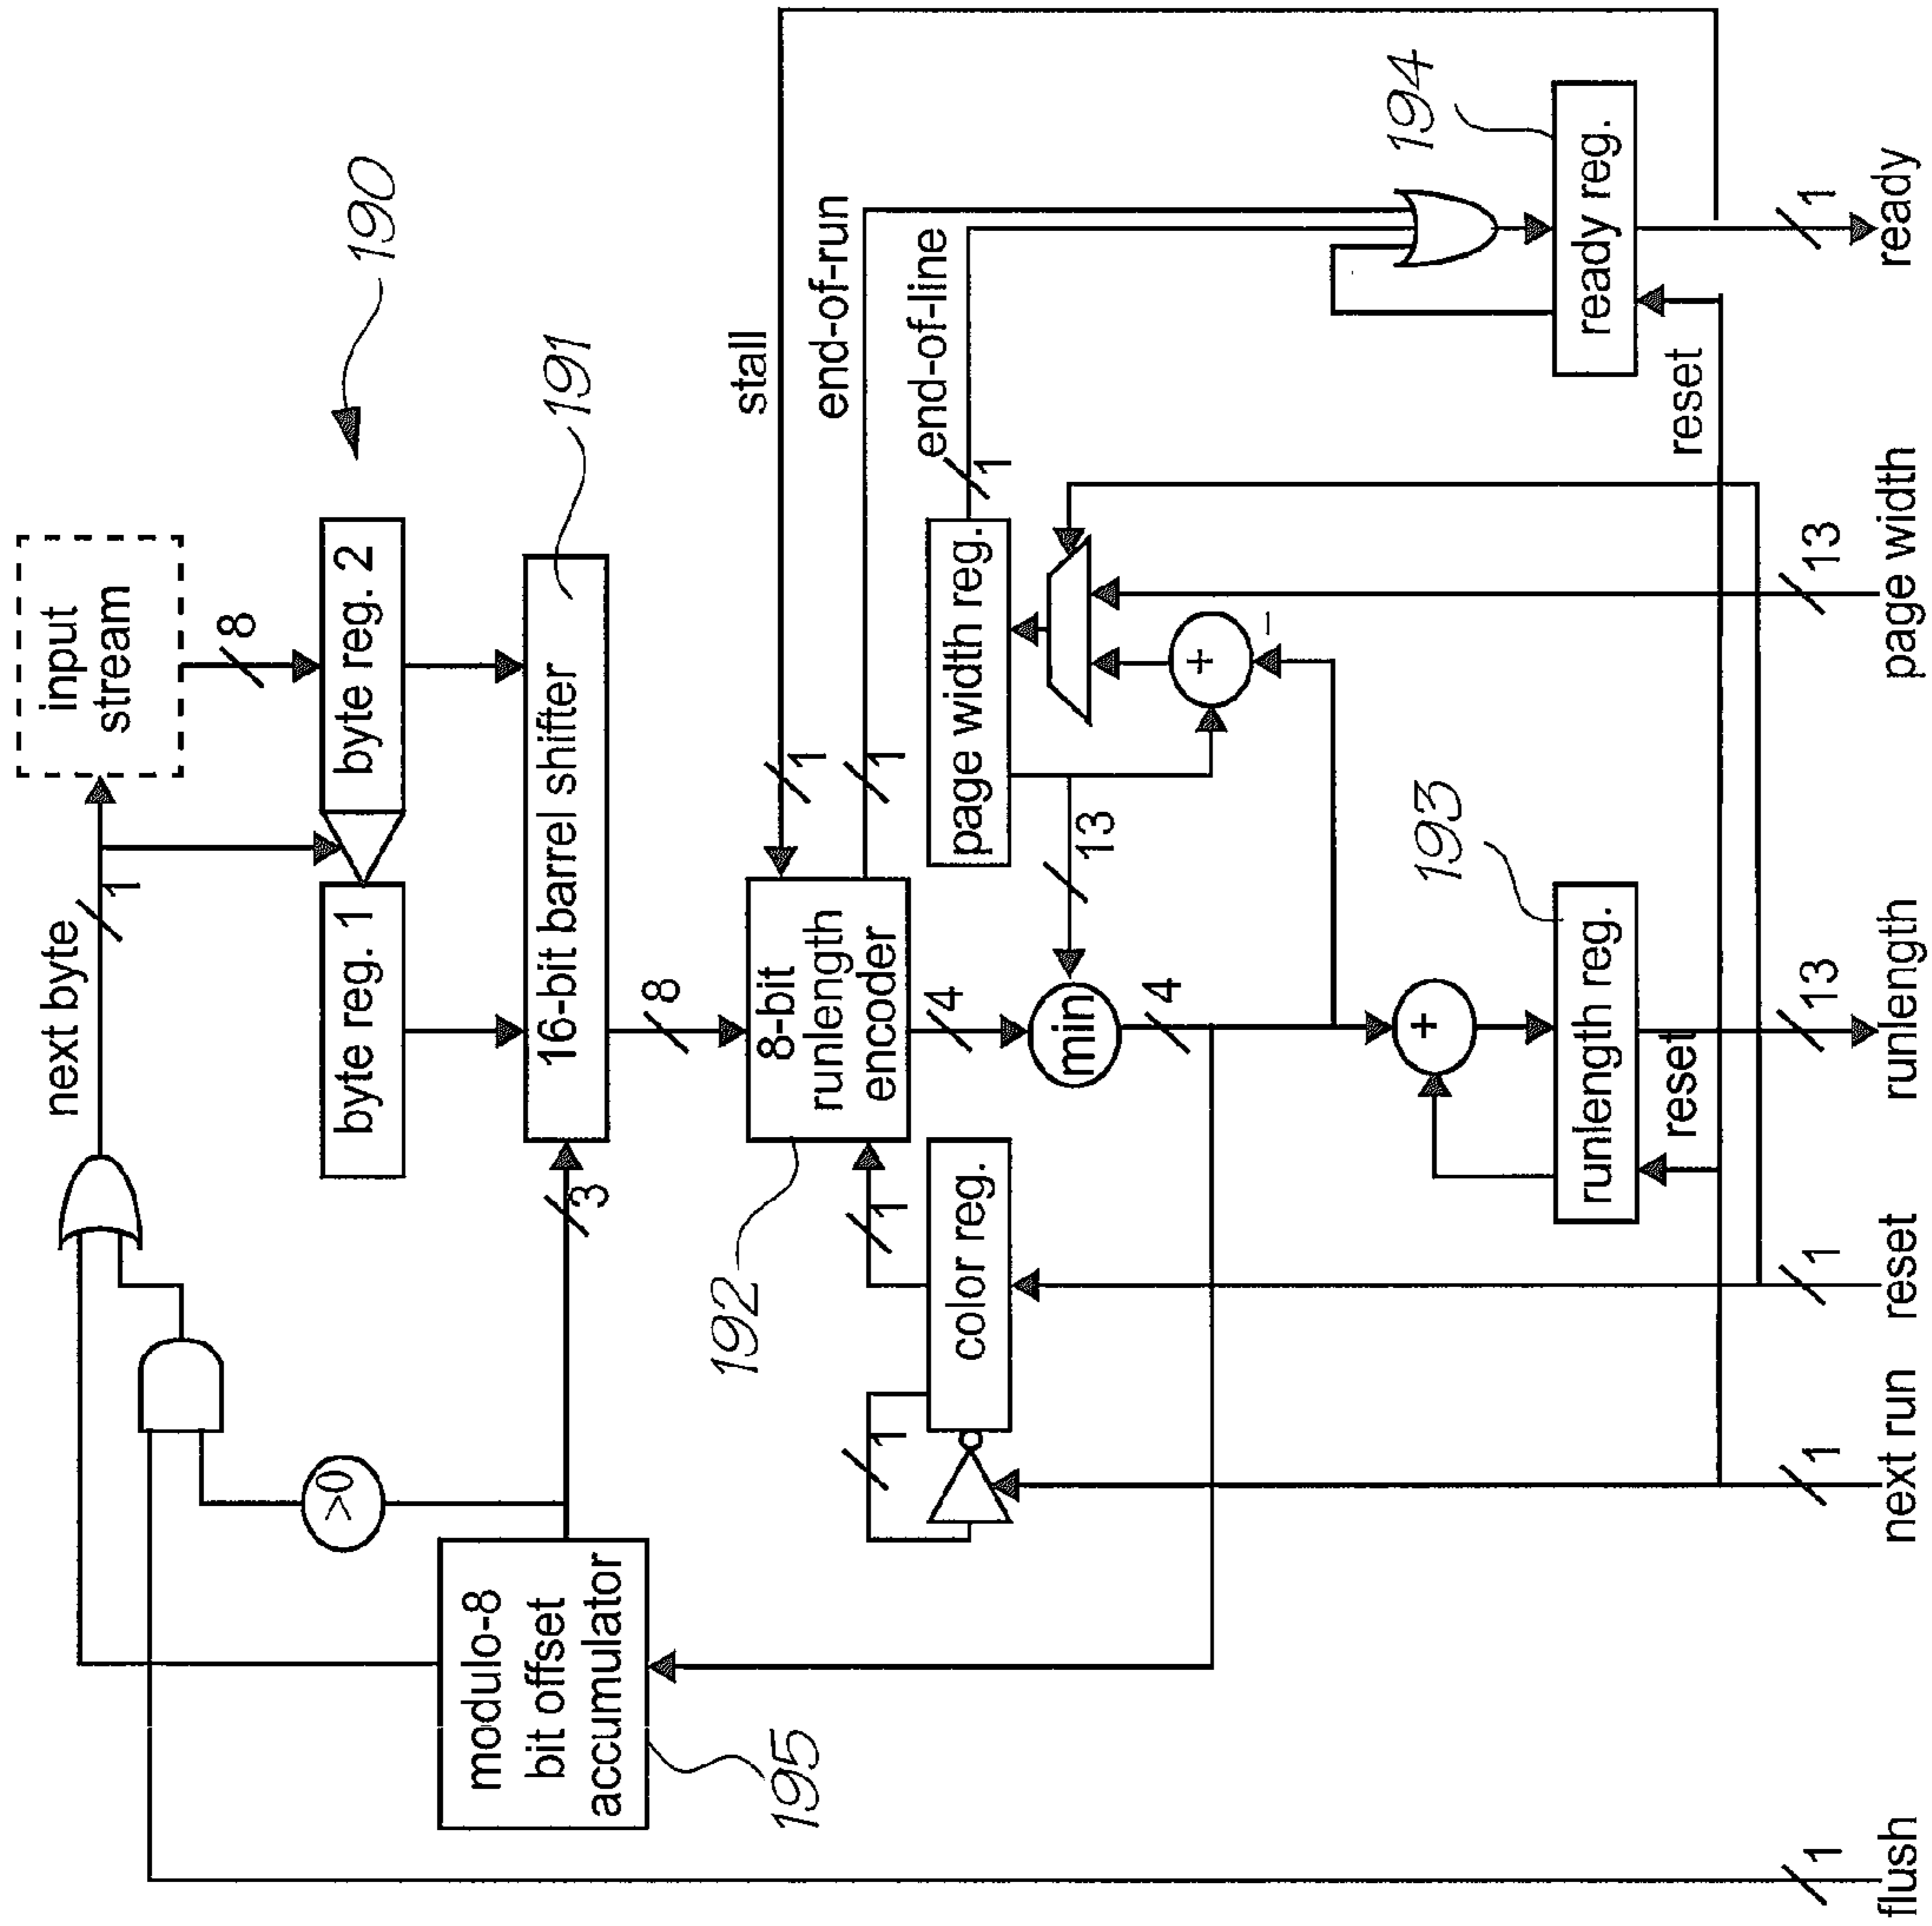 next byte
1
input
stream
8
190
byte reg. 1
byte reg. 2
16-bit barrel shifter
191
>0
modulo-8
bit offset
accumulator
195
3
8
8-bit
runlength
encoder
192
stall
1
end-of-run
1
end-of-line
1
color reg.
1
1
4
min
13
4
page width reg.
+
−
+
runlength reg.
193
reset
ready reg.
194
reset
1
flush
1
next run
1
reset
13
runlength
13
page width
1
ready